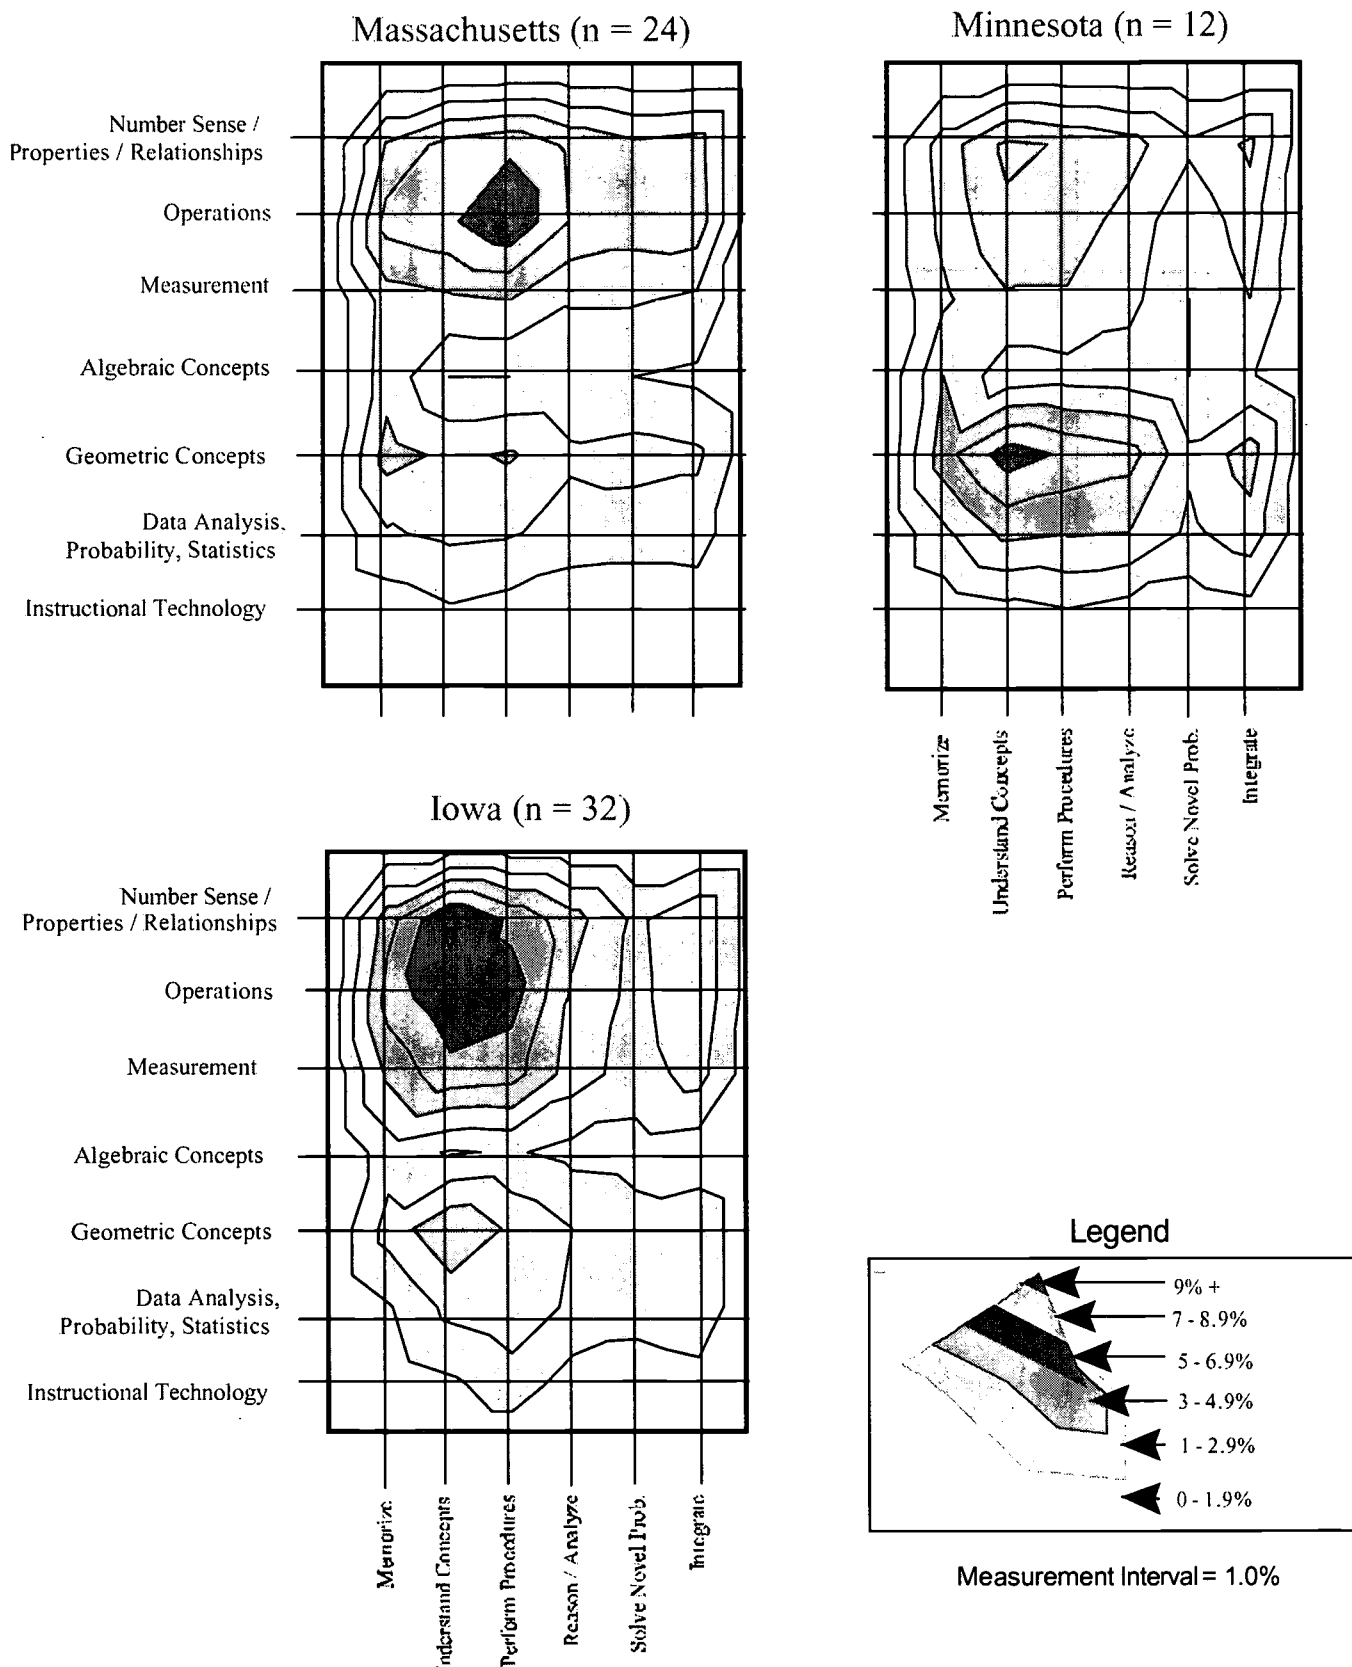 Massachusetts (n = 24)
Minnesota (n = 12)
Number Sense /
Properties / Relationships
Operations
Measurement
Algebraic Concepts
Geometric Concepts
Data Analysis,
Probability, Statistics
Instructional Technology
Memorize
Understand Concepts
Perform Procedures
Reason / Analyze
Solve Novel Prob.
Integrate
Iowa (n = 32)
Number Sense /
Properties / Relationships
Operations
Measurement
Algebraic Concepts
Geometric Concepts
Data Analysis,
Probability, Statistics
Instructional Technology
Memorize
nderstand Concepts
Perform Procedures
Reason / Analyze
Solve Novel Prob.
Integrate
Legend
9% +
7 - 8.9%
5 - 6.9%
3 - 4.9%
1 - 2.9%
0 - 1.9%
Measurement Interval = 1.0%